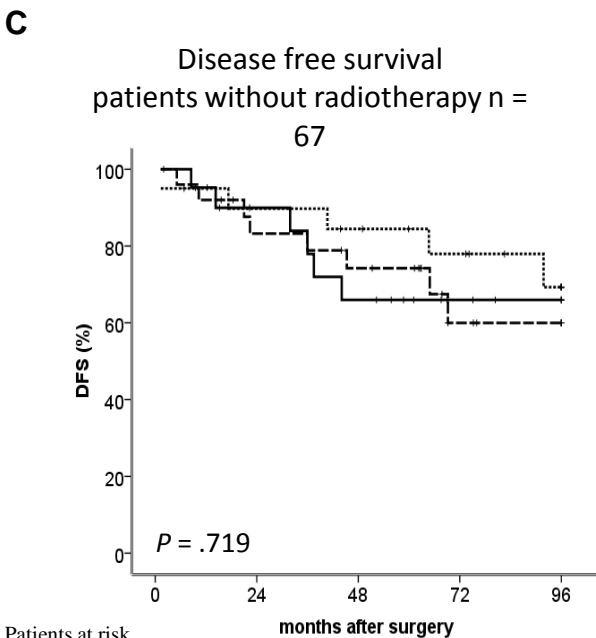 C
Disease free survival
patients without radiotherapy n =
67
100
80
60
40
20
0
DFS (%)
P = .719
0 24 48 72 96
months after surgery
Patients at risk